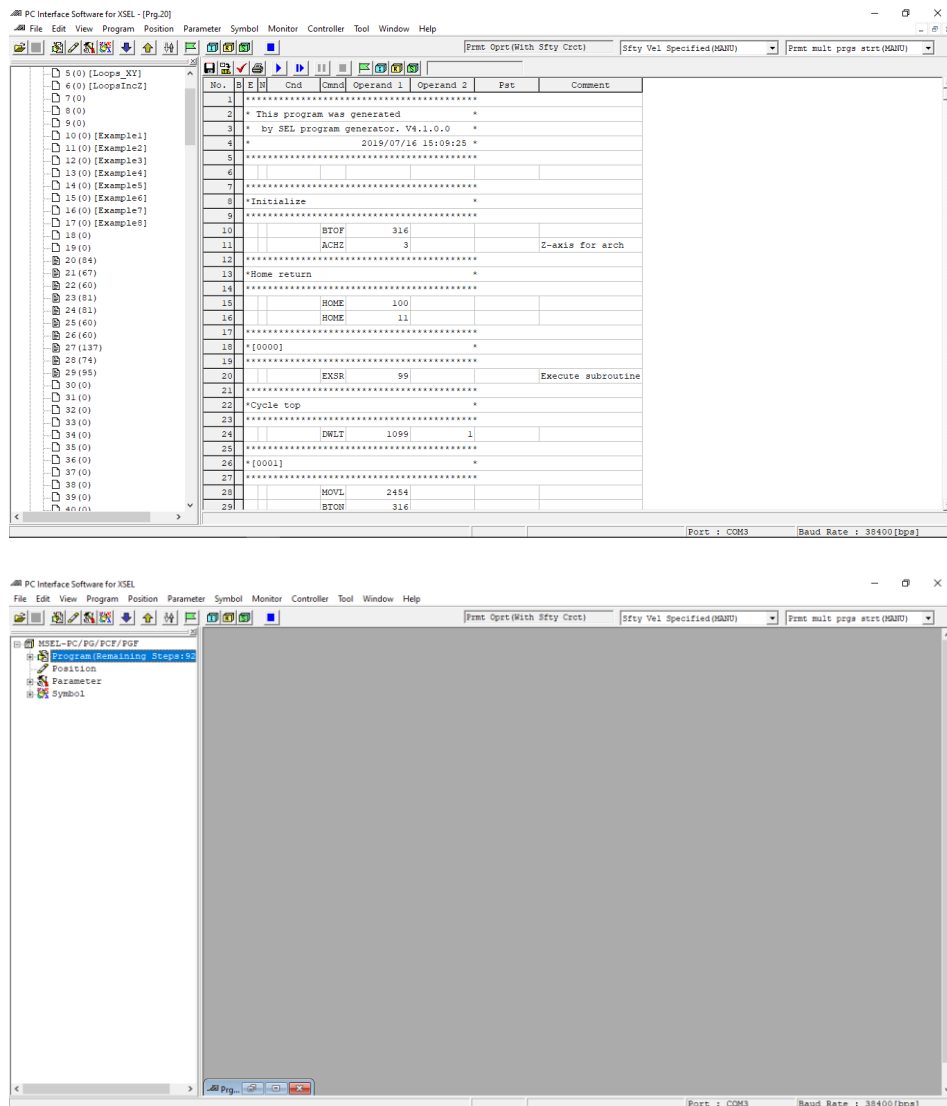 PC Interface Software for XSEL - [Prg.20]
File Edit View Program Position Parameter Symbol Monitor Controller Tool Window Help
Prmt Oprt(With Sfty Crct) Sfty Vel Specified(MANU) Prmt mult prgs strt(MANU)
5(0)[Loops_XY]
6(0)[LoopsIncZ]
7(0)
8(0)
9(0)
10(0)[Example1]
11(0)[Example2]
12(0)[Example3]
13(0)[Example4]
14(0)[Example5]
15(0)[Example6]
16(0)[Example7]
17(0)[Example8]
18(0)
19(0)
20(84)
21(67)
22(60)
23(81)
24(81)
25(60)
26(60)
27(137)
28(74)
29(95)
30(0)
31(0)
32(0)
33(0)
34(0)
35(0)
36(0)
37(0)
38(0)
39(0)
40(0)
No. B E N Cnd Cmnd Operand 1 Operand 2 Pst Comment
1 ******************************************
2 * This program was generated *
3 * by SEL program generator. V4.1.0.0 *
4 * 2019/07/16 15:09:25 *
5 ******************************************
6
7 ******************************************
8 *Initialize *
9 ******************************************
10 BTOF 316
11 ACHZ 3 Z-axis for arch
12 ******************************************
13 *Home return *
14 ******************************************
15 HOME 100
16 HOME 11
17 ******************************************
18 *[0000] *
19 ******************************************
20 EXSR 99 Execute subroutine
21 ******************************************
22 *Cycle top *
23 ******************************************
24 DWLT 1099 1
25 ******************************************
26 *[0001] *
27 ******************************************
28 MOVL 2454
29 BTON 316
Port : COM3 Baud Rate : 38400[bps]
PC Interface Software for XSEL
File Edit View Program Position Parameter Symbol Monitor Controller Tool Window Help
Prmt Oprt(With Sfty Crct) Sfty Vel Specified(MANU) Prmt mult prgs strt(MANU)
MSEL-PC/PG/PCF/PGF
Program(Remaining Steps:92
Position
Parameter
Symbol
Prg...
Port : COM3 Baud Rate : 38400[bps]